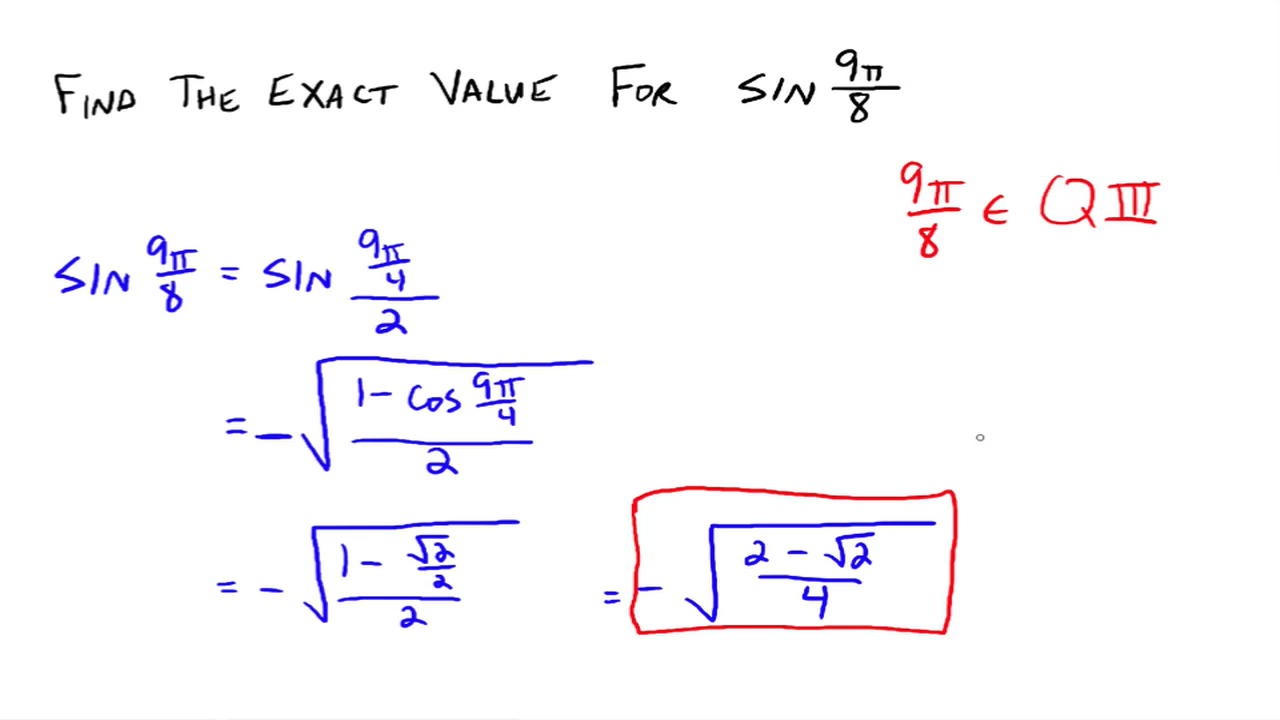 FIND THE EXACT VALUE FOR SIN 9π/8
9π/8 ∈ QIII
SIN 9π/8 = SIN (9π/4)/2
= -√((1 - cos 9π/4)/2)
= -√((1 - √2/2)/2) = -√((2 - √2)/4)